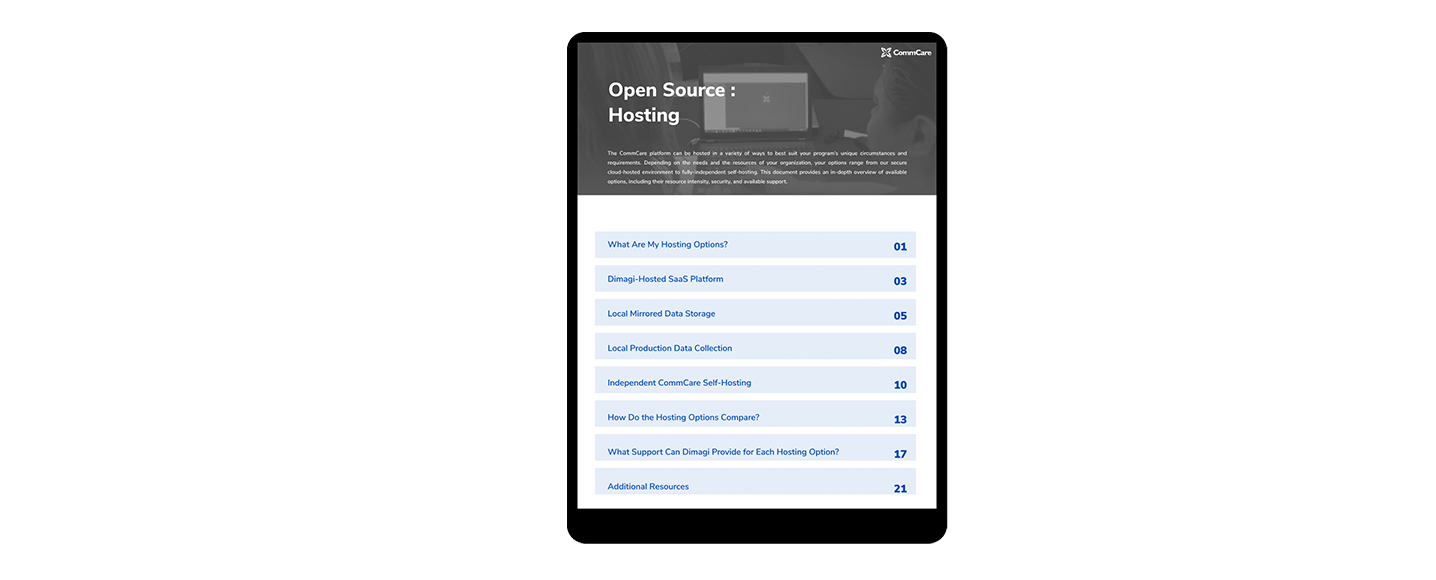 CommCare
Open Source :
Hosting
The CommCare platform can be hosted in a variety of ways to best suit your program's unique circumstances and
requirements. Depending on the needs and the resources of your organization, your options range from our secure
cloud-hosted environment to fully-independent self-hosting. This document provides an in-depth overview of available
options, including their resource intensity, security, and available support.
What Are My Hosting Options? 01
Dimagi-Hosted SaaS Platform 03
Local Mirrored Data Storage 05
Local Production Data Collection 08
Independent CommCare Self-Hosting 10
How Do the Hosting Options Compare? 13
What Support Can Dimagi Provide for Each Hosting Option? 17
Additional Resources 21